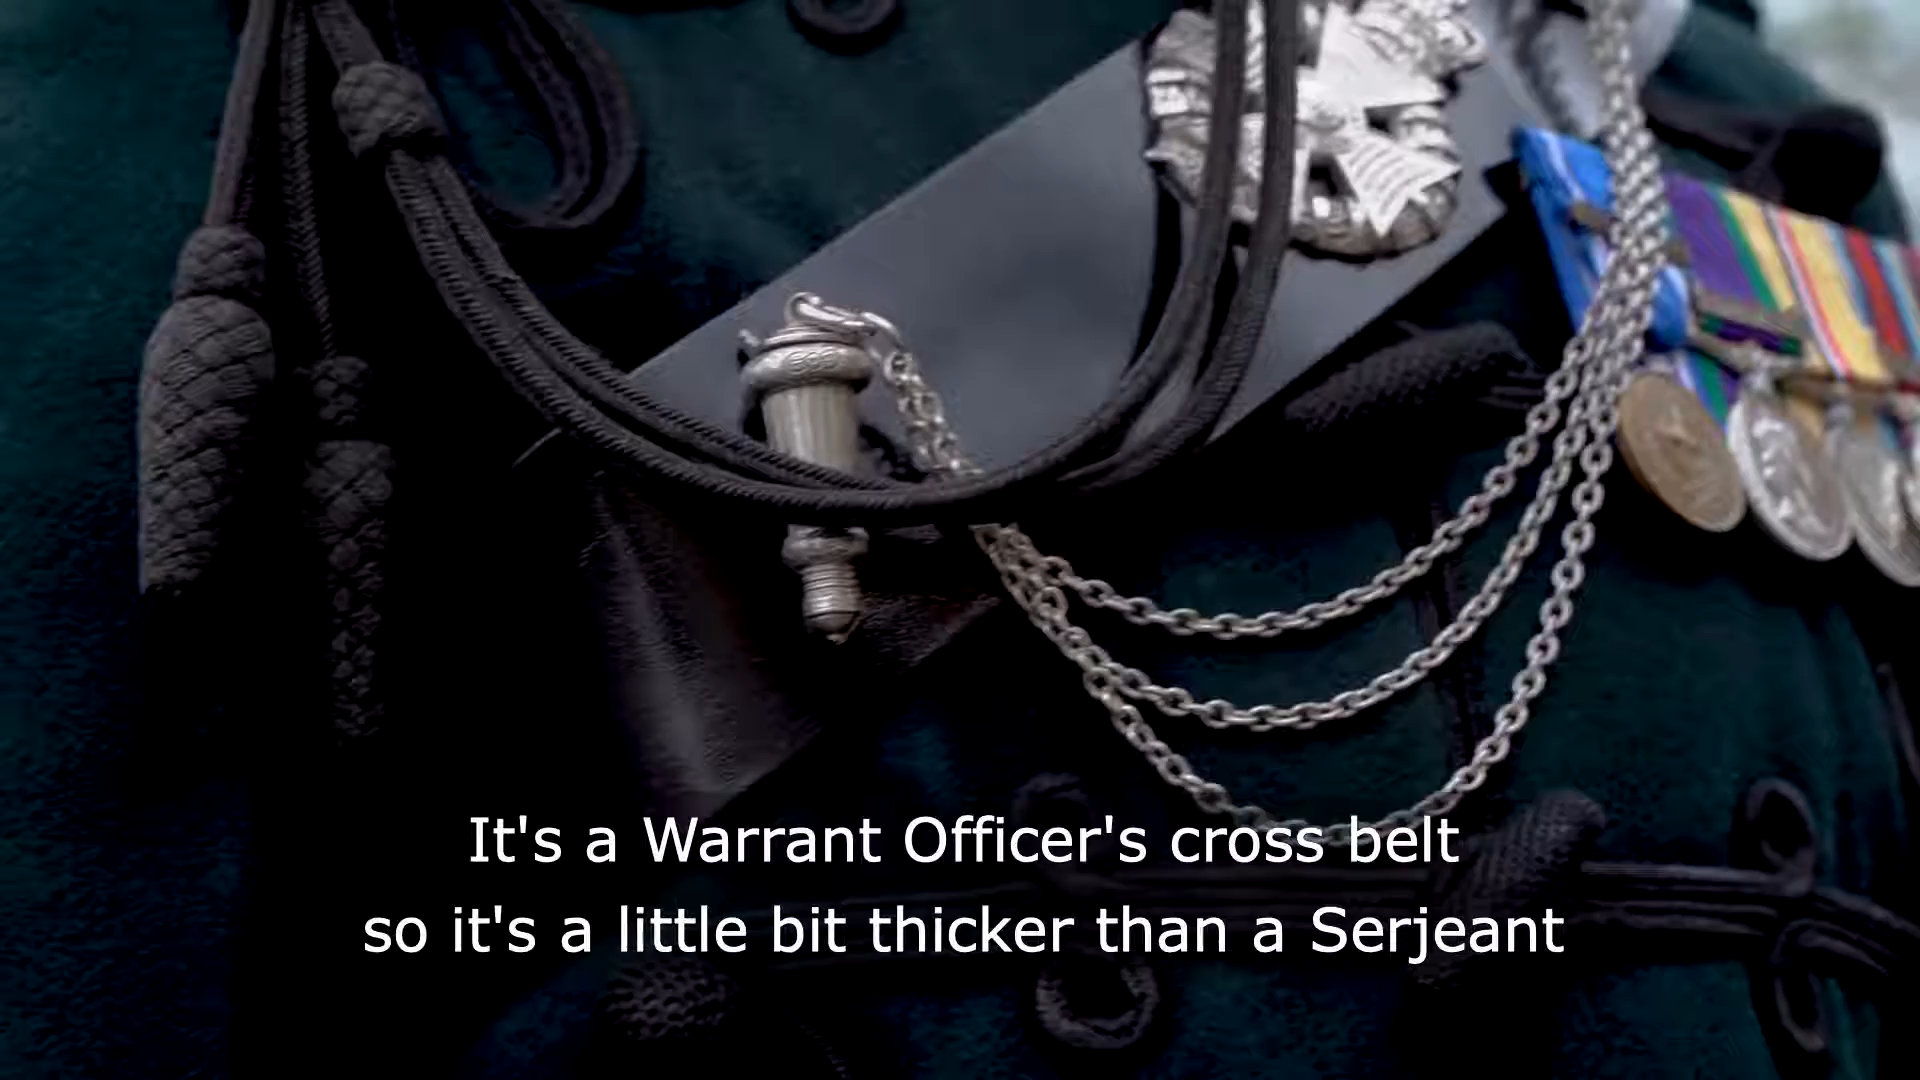 It's a Warrant Officer's cross belt
so it's a little bit thicker than a Serjeant